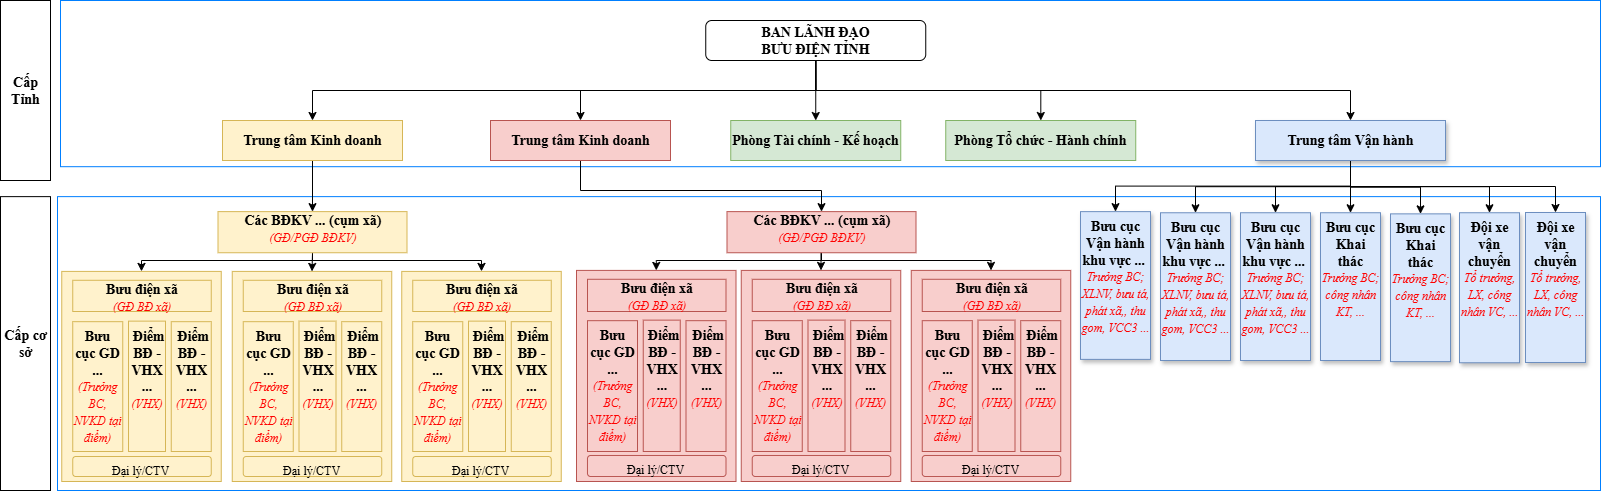 BAN LÃNH ĐẠO
BƯU ĐIỆN TỈNH
Cấp
Tỉnh
Trung tâm Kinh doanh
Trung tâm Kinh doanh
Phòng Tài chính - Kế hoạch
Phòng Tổ chức - Hành chính
Trung tâm Vận hành
Cấp cơ
sở
Các BĐKV ... (cụm xã)
(GĐ/PGĐ BĐKV)
Bưu điện xã
(GĐ BĐ xã)
Bưu
cục GD
...
(Trưởng
BC,
NVKD tại
điểm)
Điểm
BĐ -
VHX
...
(VHX)
Điểm
BĐ -
VHX
...
(VHX)
Đại lý/CTV
Bưu điện xã
(GĐ BĐ xã)
Bưu
cục GD
...
(Trưởng
BC,
NVKD tại
điểm)
Điểm
BĐ -
VHX
...
(VHX)
Điểm
BĐ -
VHX
...
(VHX)
Đại lý/CTV
Bưu điện xã
(GĐ BĐ xã)
Bưu
cục GD
...
(Trưởng
BC,
NVKD tại
điểm)
Điểm
BĐ -
VHX
...
(VHX)
Điểm
BĐ -
VHX
...
(VHX)
Đại lý/CTV
Các BĐKV ... (cụm xã)
(GĐ/PGĐ BĐKV)
Bưu điện xã
(GĐ BĐ xã)
Bưu
cục GD
...
(Trưởng
BC,
NVKD tại
điểm)
Điểm
BĐ -
VHX
...
(VHX)
Điểm
BĐ -
VHX
...
(VHX)
Đại lý/CTV
Bưu điện xã
(GĐ BĐ xã)
Bưu
cục GD
...
(Trưởng
BC,
NVKD tại
điểm)
Điểm
BĐ -
VHX
...
(VHX)
Điểm
BĐ -
VHX
...
(VHX)
Đại lý/CTV
Bưu điện xã
(GĐ BĐ xã)
Bưu
cục GD
...
(Trưởng
BC,
NVKD tại
điểm)
Điểm
BĐ -
VHX
...
(VHX)
Điểm
BĐ -
VHX
...
(VHX)
Đại lý/CTV
Bưu cục
Vận hành
khu vực ...
Trưởng BC;
XLNV, bưu tá,
phát xã,, thu
gom, VCC3 ...
Bưu cục
Vận hành
khu vực ...
Trưởng BC;
XLNV, bưu tá,
phát xã,, thu
gom, VCC3 ...
Bưu cục
Vận hành
khu vực ...
Trưởng BC;
XLNV, bưu tá,
phát xã,, thu
gom, VCC3 ...
Bưu cục
Khai
thác
Trưởng BC;
công nhân
KT, ...
Bưu cục
Khai
thác
Trưởng BC;
công nhân
KT, ...
Đội xe
vận
chuyển
Tổ trưởng,
LX, công
nhân VC, ...
Đội xe
vận
chuyển
Tổ trưởng,
LX, công
nhân VC, ...